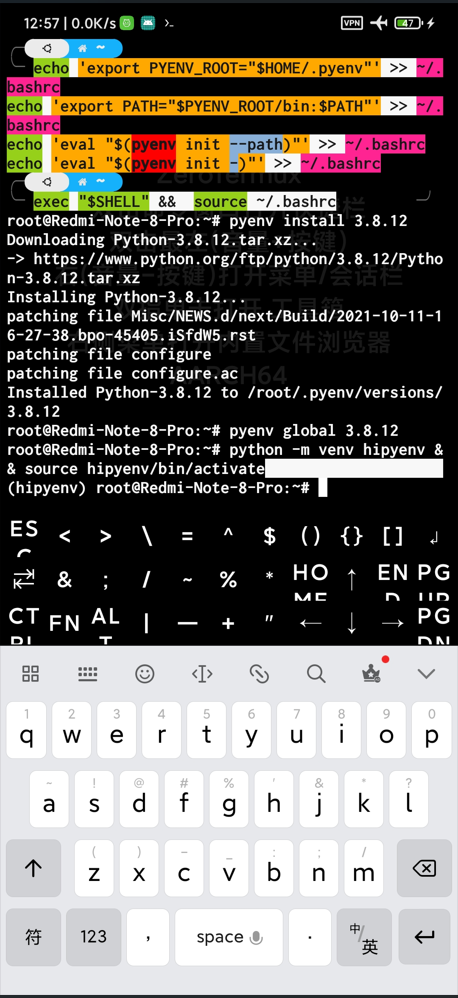 12:57 | 0.0K/s VPN 47
~
echo 'export PYENV_ROOT="$HOME/.pyenv"' >> ~/.
bashrc
echo 'export PATH="$PYENV_ROOT/bin:$PATH"' >> ~/.
bashrc
echo 'eval "$(pyenv init --path)"' >> ~/.bashrc
echo 'eval "$(pyenv init -)"' >> ~/.bashrc
ZeroTermux
~
exec "$SHELL" && source ~/.bashrc
root@Redmi-Note-8-Pro:~# pyenv install 3.8.12
Downloading Python-3.8.12.tar.xz...
-> https://www.python.org/ftp/python/3.8.12/Pytho
n-3.8.12.tar.xz
Installing Python-3.8.12...
patching file Misc/NEWS.d/next/Build/2021-10-11-1
6-27-38.bpo-45405.iSfdW5.rst
patching file configure
patching file configure.ac
AARCH64
Installed Python-3.8.12 to /root/.pyenv/versions/
3.8.12
root@Redmi-Note-8-Pro:~# pyenv global 3.8.12
root@Redmi-Note-8-Pro:~# python -m venv hipyenv &
& source hipyenv/bin/activate
(hipyenv) root@Redmi-Note-8-Pro:~#
ESC < > \ = ^ $ () {} [] ↲
& ; / ~ % * HOME ↑ END PGUP
CTRL FN ALT | — + " ← ↓ → PGDN
1 2 3 4 5 6 7 8 9 0
q w e r t y u i o p
- ! @ # % ' & * ?
a s d f g h j k l
( ) - _ : ; /
z x c v b n m
符 123 , space . 中/英